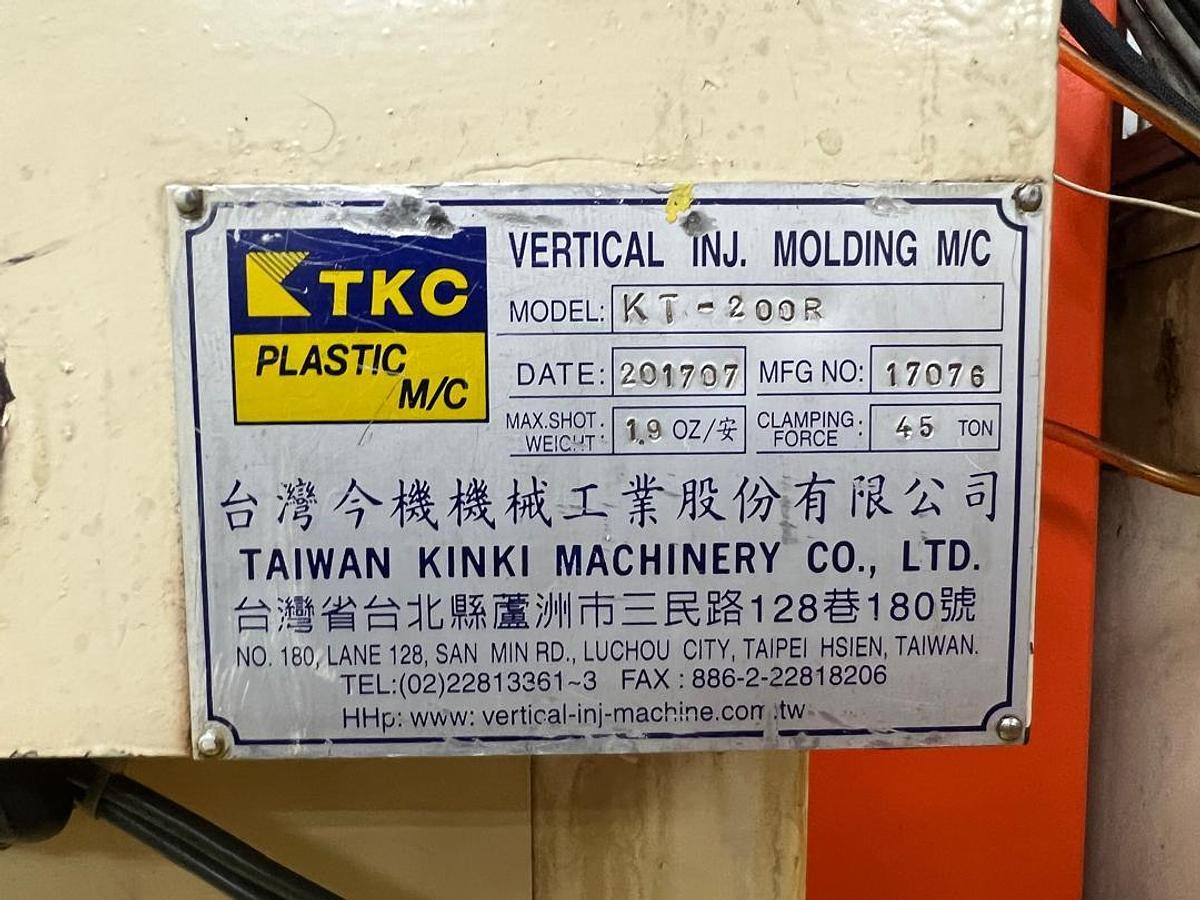 TKC
PLASTIC
M/C
VERTICAL INJ. MOLDING M/C
MODEL: KT-200R
DATE: 201707 MFG NO: 17076
MAX.SHOT. WEIGHT: 1.9 OZ/安 CLAMPING FORCE: 45 TON
台灣今機機械工業股份有限公司
TAIWAN KINKI MACHINERY CO., LTD.
台灣省台北縣蘆洲市三民路128巷180號
NO. 180, LANE 128, SAN MIN RD., LUCHOU CITY, TAIPEI HSIEN, TAIWAN.
TEL:(02)22813361~3 FAX : 886-2-22818206
HHp: www: vertical-inj-machine.com.tw